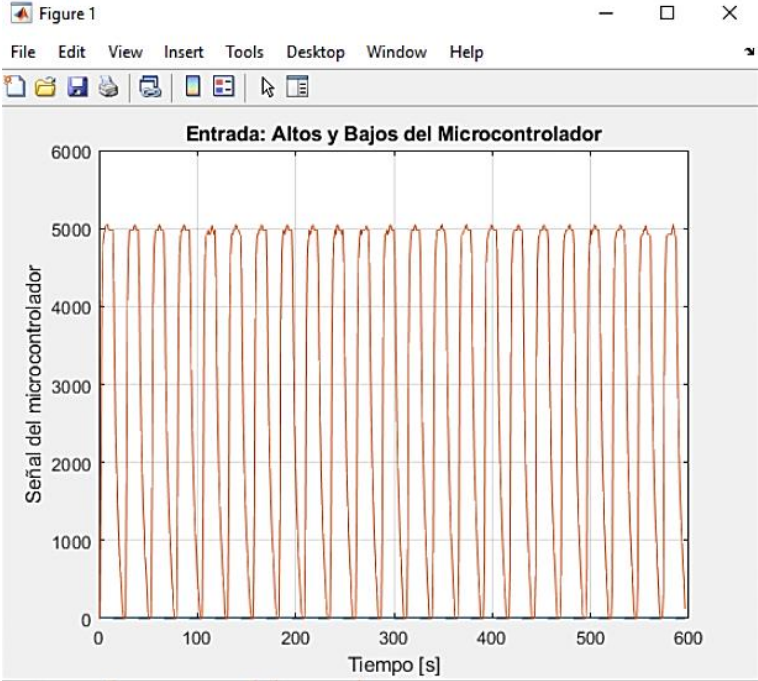 Figure 1
File Edit View Insert Tools Desktop Window Help
Entrada: Altos y Bajos del Microcontrolador
6000
5000
4000
3000
2000
1000
0
Señal del microcontrolador
0 100 200 300 400 500 600
Tiempo [s]